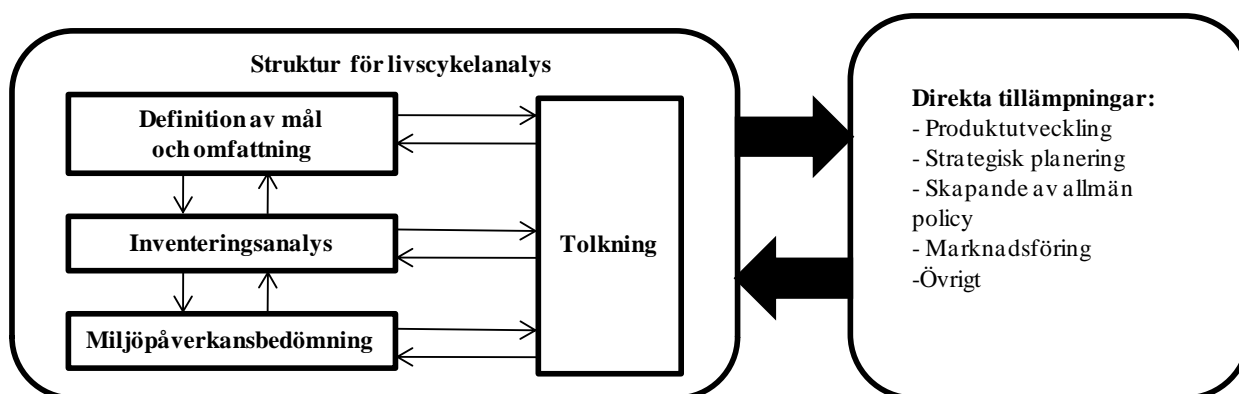 Struktur för livscykelanalys
Definition av mål
och omfattning
Inventeringsanalys
Miljöpåverkansbedömning
Tolkning
Direkta tillämpningar:
- Produktutveckling
- Strategisk planering
- Skapande av allmän
policy
- Marknadsföring
-Övrigt